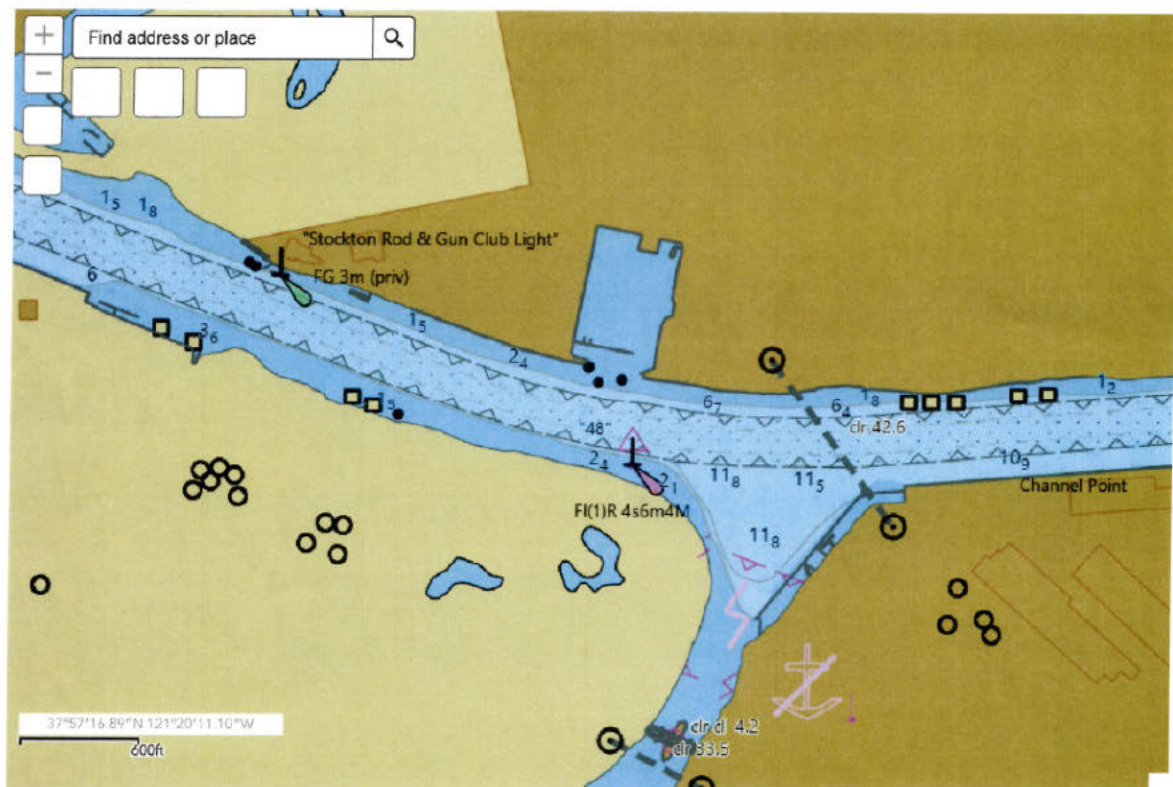 +
Find address or place
−
1₅
1₈
"Stockton Rod & Gun Club Light"
FG 3m (priv)
6
3₆
1₅
2₄
1₅
6₇
6₄
1₈
1₂
clr 42.6
"48"
2₄
2₁
11₈
11₅
10₉
Channel Point
Fl(1)R 4s6m4M
11₈
37°57'16.89"N 121°20'11.10"W
600ft
clr cl 4.2
clr 33.5